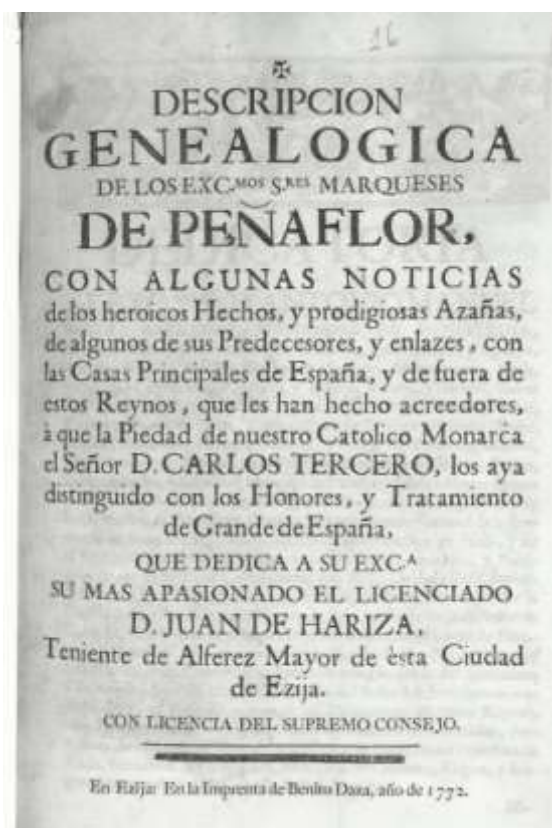 16
✠
DESCRIPCION
GENEALOGICA
DE LOS EXC.MOS S.RES MARQUESES
DE PEÑAFLOR,
CON ALGUNAS NOTICIAS
de los heroicos Hechos, y prodigiosas Azañas,
de algunos de sus Predecesores, y enlazes, con
las Casas Principales de España, y de fuera de
estos Reynos, que les han hecho acreedores,
à que la Piedad de nuestro Catolico Monarca
el Señor D. CARLOS TERCERO, los aya
distinguido con los Honores, y Tratamiento
de Grande de España,
QUE DEDICA A SU EXC.A
SU MAS APASIONADO EL LICENCIADO
D. JUAN DE HARIZA,
Teniente de Alferez Mayor de èsta Ciudad
de Ezija.
CON LICENCIA DEL SUPREMO CONSEJO.
En Ezija: En la Imprenta de Benito Daza, año de 1772.